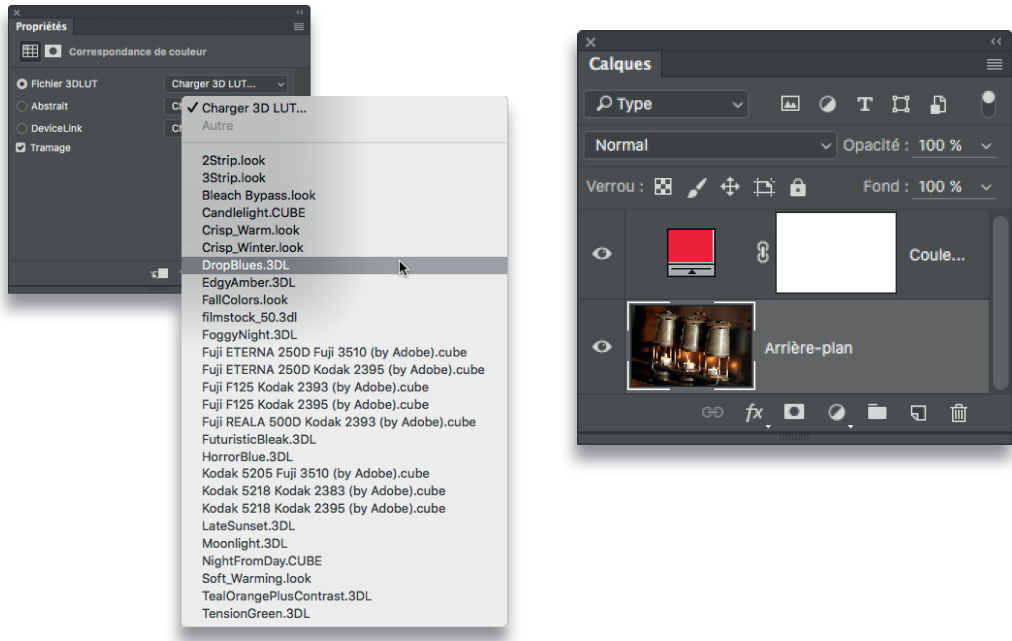 Propriétés
Correspondance de couleur
Fichier 3DLUT
Charger 3D LUT...
Abstrait
DeviceLink
Tramage
Charger 3D LUT...
Autre
2Strip.look
3Strip.look
Bleach Bypass.look
Candlelight.CUBE
Crisp_Warm.look
Crisp_Winter.look
DropBlues.3DL
EdgyAmber.3DL
FallColors.look
filmstock_50.3dl
FoggyNight.3DL
Fuji ETERNA 250D Fuji 3510 (by Adobe).cube
Fuji ETERNA 250D Kodak 2395 (by Adobe).cube
Fuji F125 Kodak 2393 (by Adobe).cube
Fuji F125 Kodak 2395 (by Adobe).cube
Fuji REALA 500D Kodak 2393 (by Adobe).cube
FuturisticBleak.3DL
HorrorBlue.3DL
Kodak 5205 Fuji 3510 (by Adobe).cube
Kodak 5218 Kodak 2383 (by Adobe).cube
Kodak 5218 Kodak 2395 (by Adobe).cube
LateSunset.3DL
Moonlight.3DL
NightFromDay.CUBE
Soft_Warming.look
TealOrangePlusContrast.3DL
TensionGreen.3DL
Calques
Type
Normal Opacité : 100 %
Verrou : Fond : 100 %
Coule...
Arrière-plan
fx